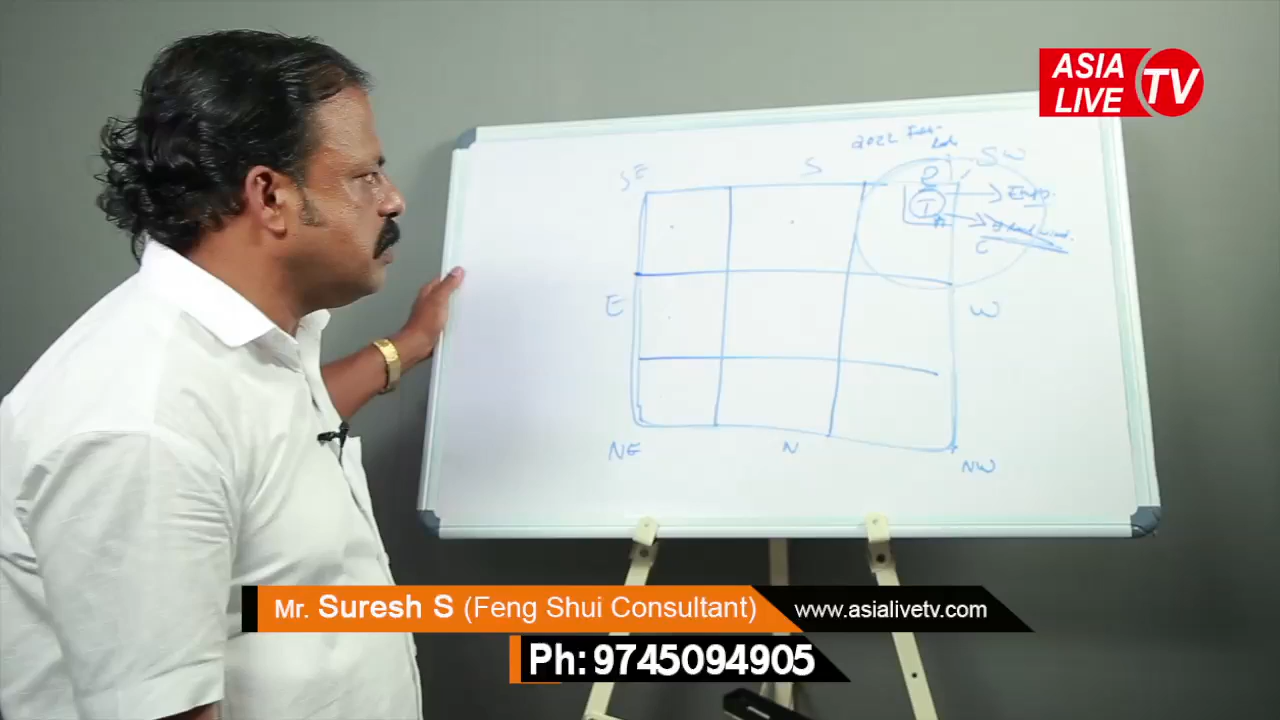 ASIA
LIVE TV
2022
SE
S
SW
T
C
E
W
NE
N
NW
Mr. Suresh S (Feng Shui Consultant)
www.asialivetv.com
Ph: 9745094905